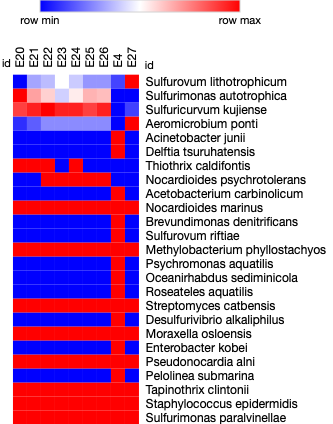 row min row max
id E20 E21 E22 E23 E24 E25 E26 E4 E27 id
Sulfurovum lithotrophicum
Sulfurimonas autotrophica
Sulfuricurvum kujiense
Aeromicrobium ponti
Acinetobacter junii
Delftia tsuruhatensis
Thiothrix caldifontis
Nocardioides psychrotolerans
Acetobacterium carbinolicum
Nocardioides marinus
Brevundimonas denitrificans
Sulfurovum riftiae
Methylobacterium phyllostachyos
Psychromonas aquatilis
Oceanirhabdus sediminicola
Roseateles aquatilis
Streptomyces catbensis
Desulfurivibrio alkaliphilus
Moraxella osloensis
Enterobacter kobei
Pseudonocardia alni
Pelolinea submarina
Tapinothrix clintonii
Staphylococcus epidermidis
Sulfurimonas paralvinellae